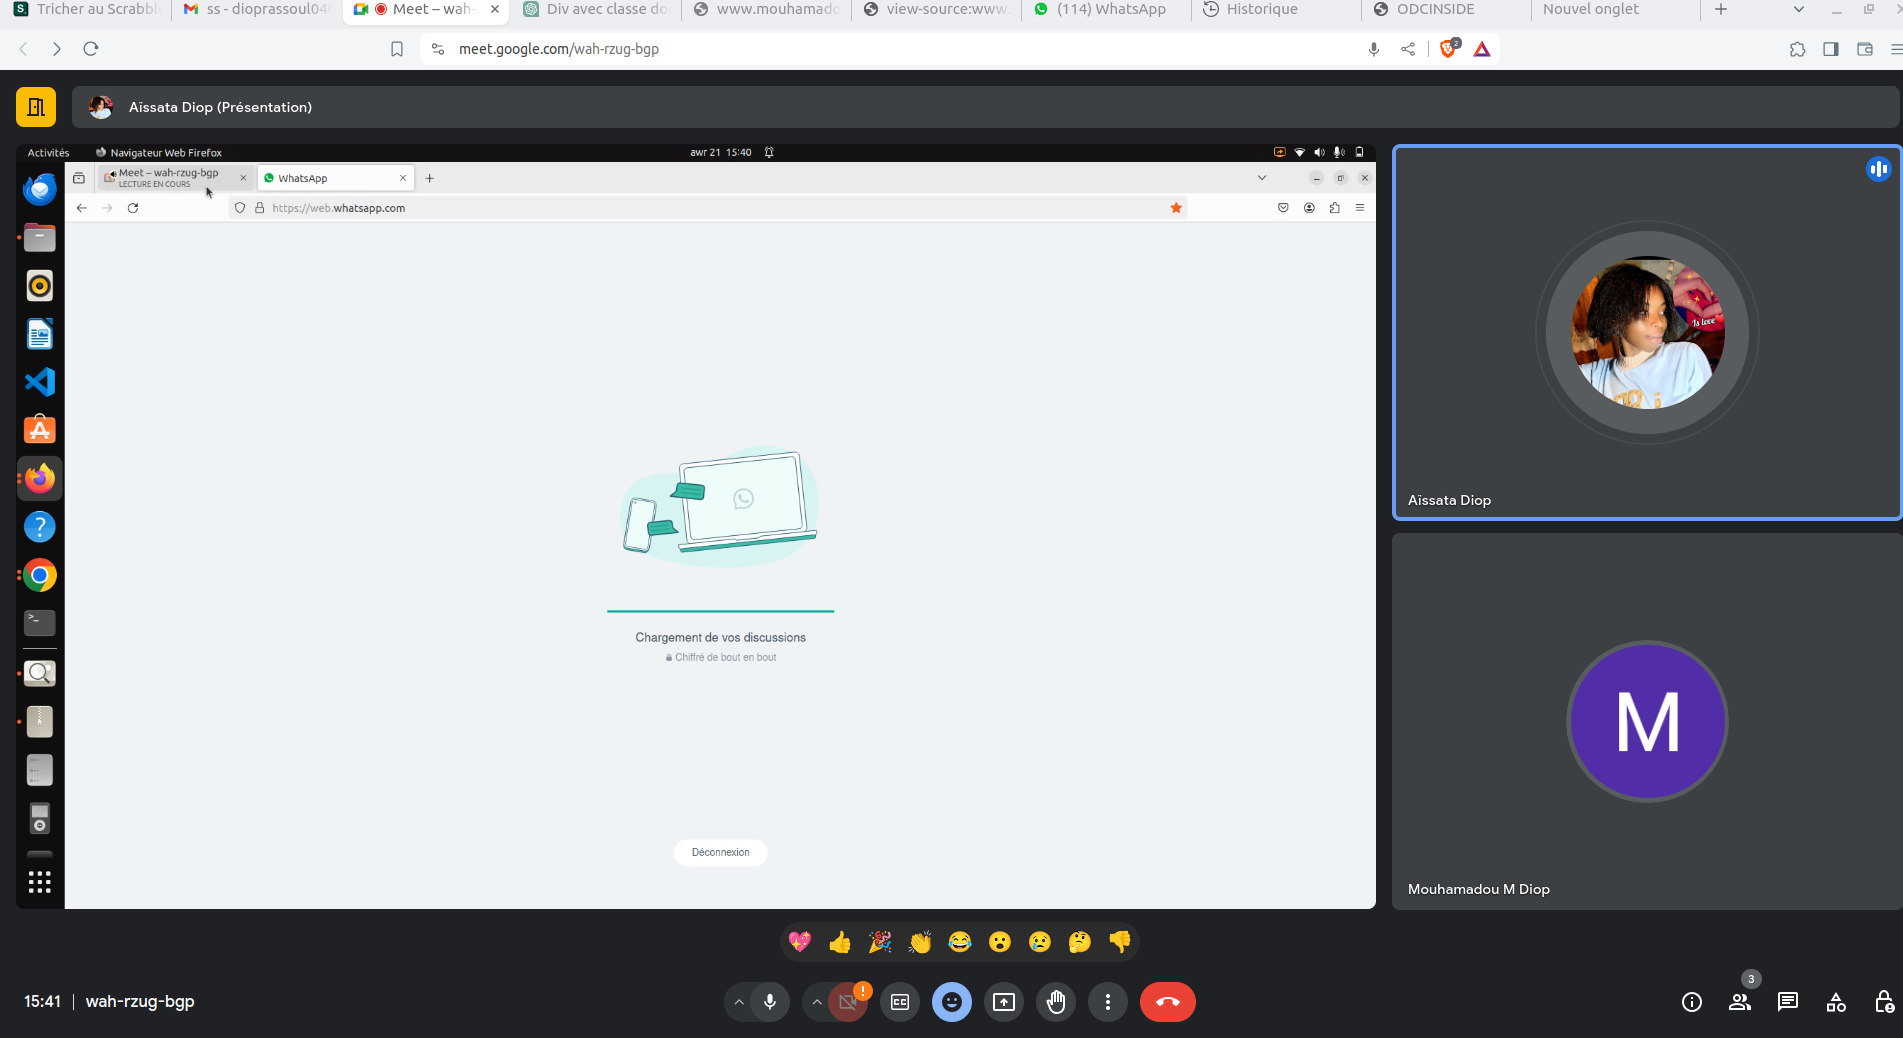 Tricher au Scrabbl
ss - dioprassoul04
Meet – wah-
Div avec classe do
www.mouhamado
view-source:www.
(114) WhatsApp
Historique
ODCINSIDE
Nouvel onglet
meet.google.com/wah-rzug-bgp
2
Aïssata Diop (Présentation)
Activités
Navigateur Web Firefox
awr 21 15:40
Meet – wah-rzug-bgp
LECTURE EN COURS
WhatsApp
https://web.whatsapp.com
Is love
Aïssata Diop
Chargement de vos discussions
Chiffré de bout en bout
Déconnexion
M
Mouhamadou M Diop
15:41 | wah-rzug-bgp
3